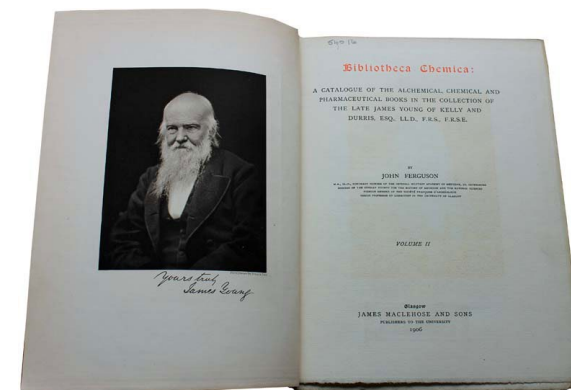 Yours truly
James Young
Bibliotheca Chemica:
A CATALOGUE OF THE ALCHEMICAL, CHEMICAL AND
PHARMACEUTICAL BOOKS IN THE COLLECTION OF
THE LATE JAMES YOUNG OF KELLY AND
DURRIS, ESQ., LL.D., F.R.S., F.R.S.E.
BY
JOHN FERGUSON
VOLUME II
Glasgow
JAMES MACLEHOSE AND SONS
PUBLISHERS TO THE UNIVERSITY
1906